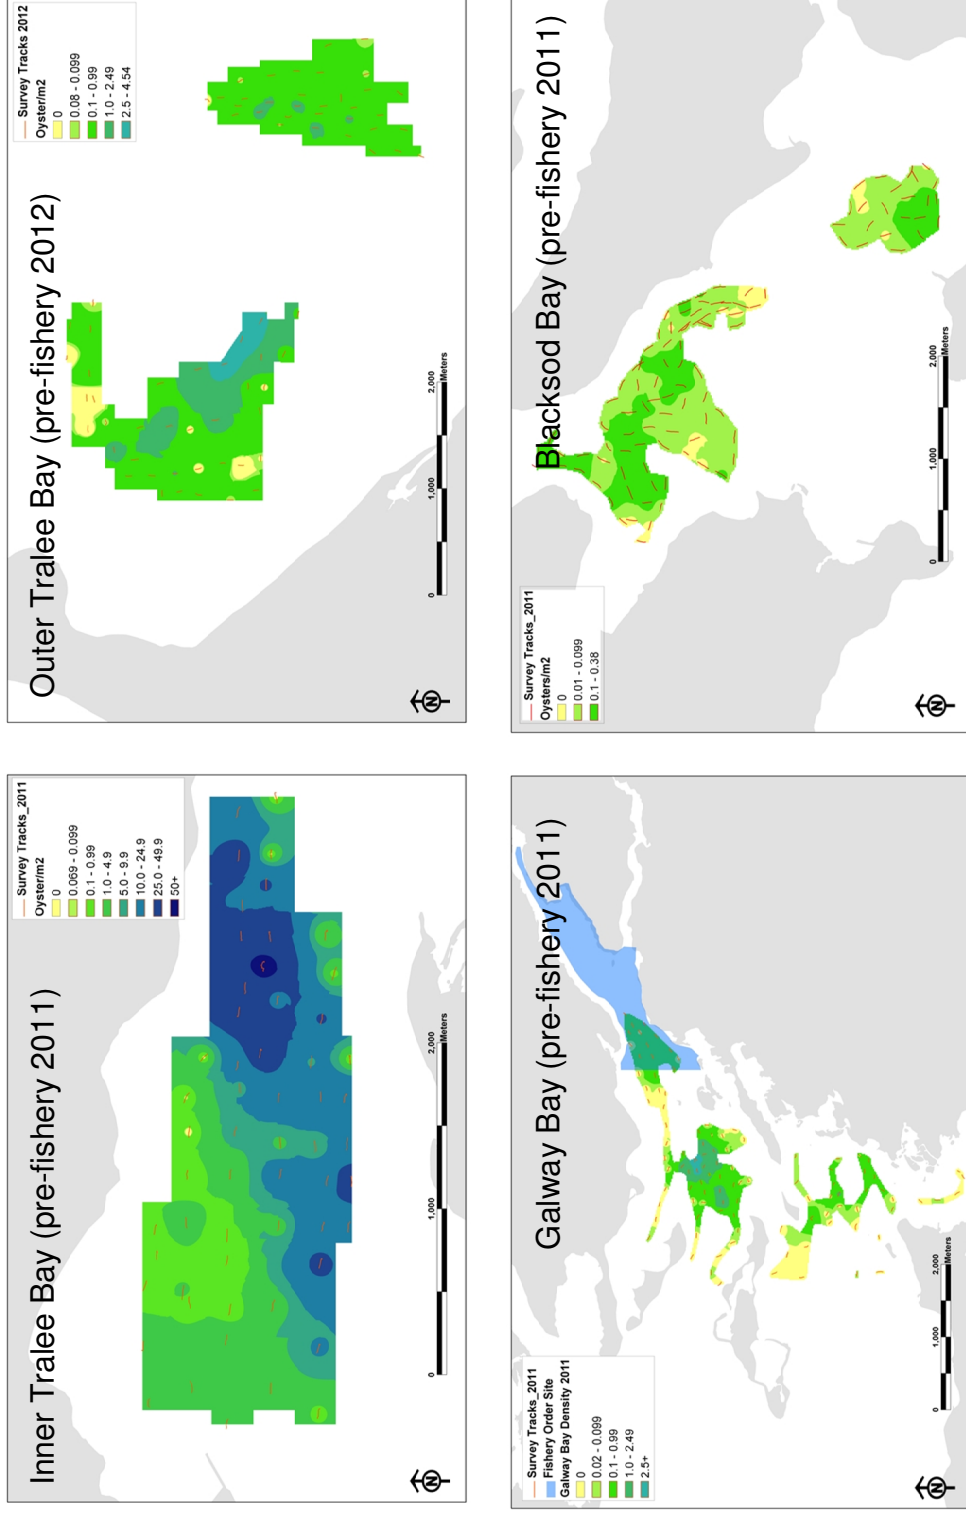 Inner Tralee Bay (pre-fishery 2011)
Survey Tracks_2011
Oyster/m2
0
0.069 - 0.099
0.1 - 0.99
1.0 - 4.9
5.0 - 9.9
10.0 - 24.9
25.0 - 49.9
50+
0 1,000 2,000
Meters
N
Outer Tralee Bay (pre-fishery 2012)
Survey Tracks 2012
Oyster/m2
0
0.08 - 0.099
0.1 - 0.99
1.0 - 2.49
2.5 - 4.54
0 1,000 2,000
Meters
N
Galway Bay (pre-fishery 2011)
Survey Tracks_2011
Fishery Order Site
Galway Bay Density 2011
0
0.02 - 0.099
0.1 - 0.99
1.0 - 2.49
2.5+
0 1,000 2,000
Meters
N
Blacksod Bay (pre-fishery 2011)
Survey Tracks_2011
Oysters/m2
0
0.01 - 0.099
0.1 - 0.38
0 1,000 2,000
Meters
N